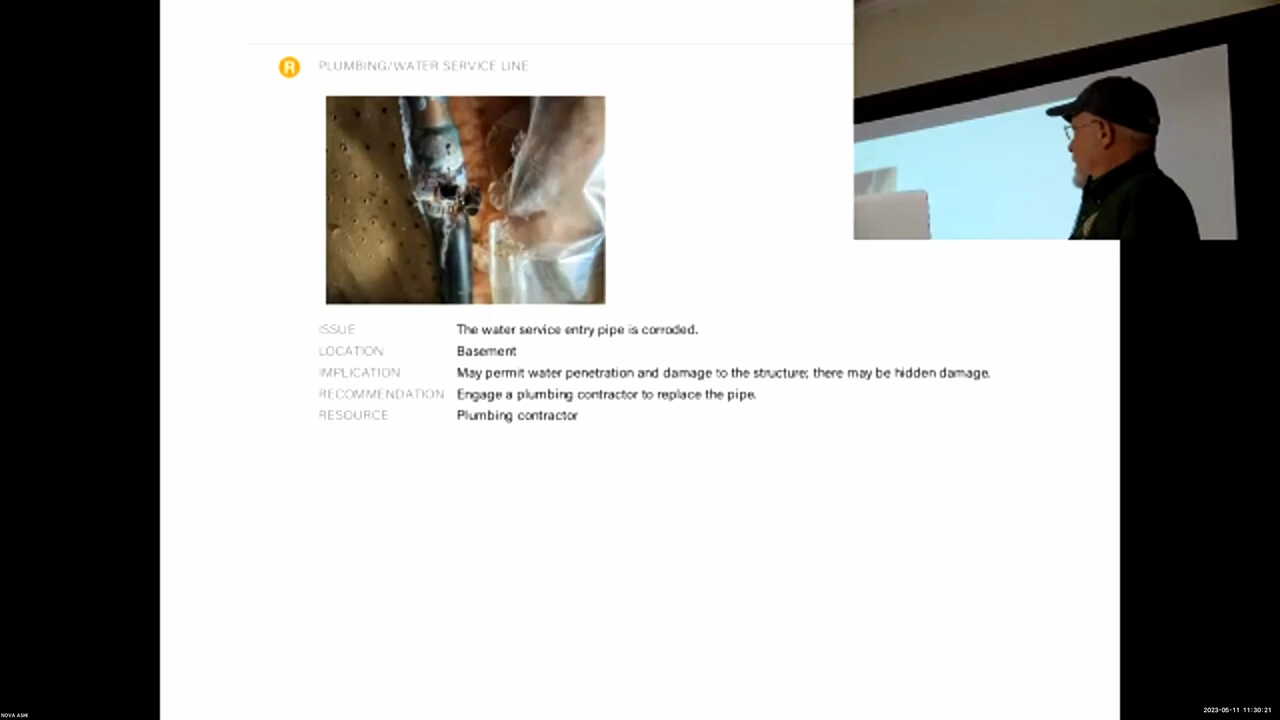 R PLUMBING/WATER SERVICE LINE
ISSUE The water service entry pipe is corroded.
LOCATION Basement
IMPLICATION May permit water penetration and damage to the structure; there may be hidden damage.
RECOMMENDATION Engage a plumbing contractor to replace the pipe.
RESOURCE Plumbing contractor
NOVA ASHI
2023-05-11 11:30:21